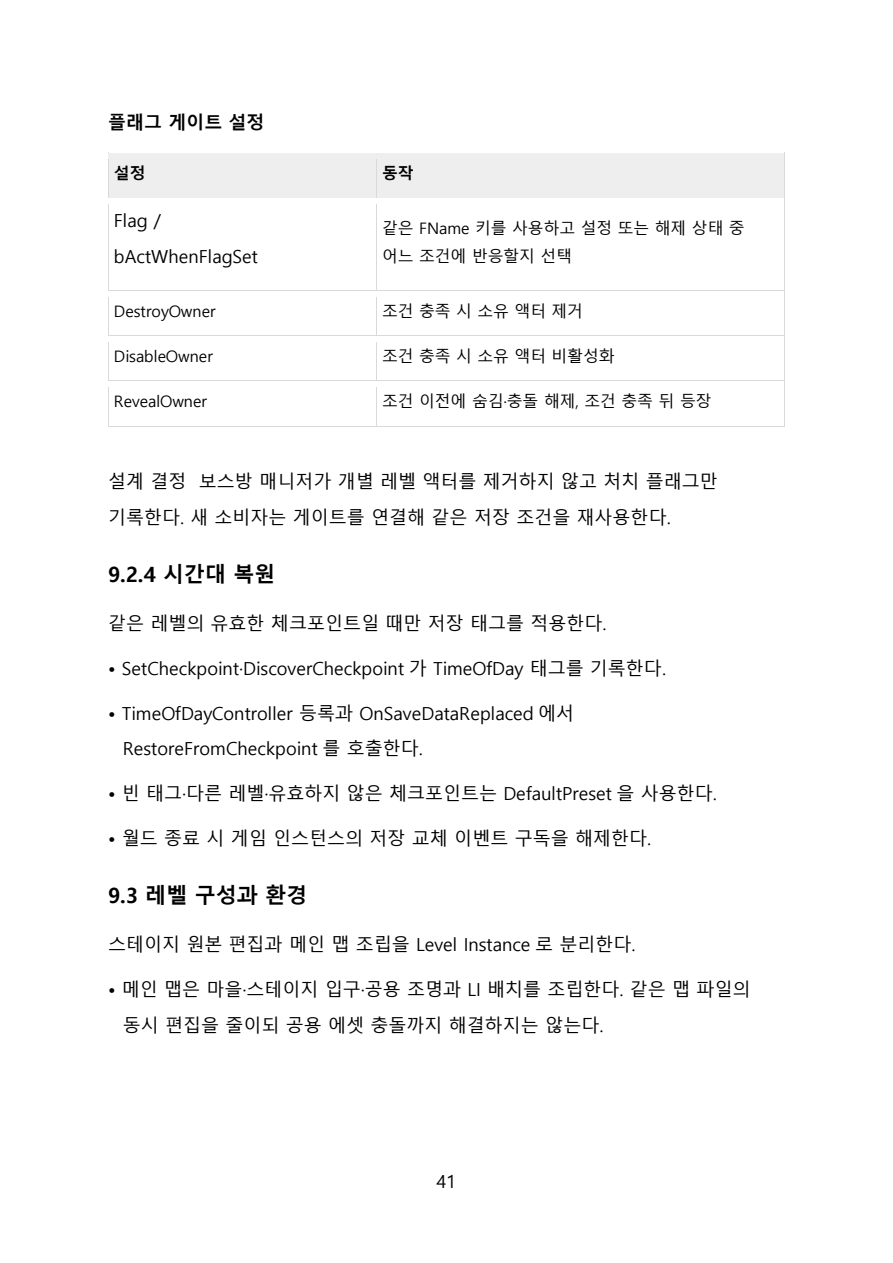 플래그 게이트 설정
설정 동작
Flag /
bActWhenFlagSet
같은 FName 키를 사용하고 설정 또는 해제 상태 중
어느 조건에 반응할지 선택
DestroyOwner 조건 충족 시 소유 액터 제거
DisableOwner 조건 충족 시 소유 액터 비활성화
RevealOwner 조건 이전에 숨김·충돌 해제, 조건 충족 뒤 등장
설계 결정 보스방 매니저가 개별 레벨 액터를 제거하지 않고 처치 플래그만
기록한다. 새 소비자는 게이트를 연결해 같은 저장 조건을 재사용한다.
9.2.4 시간대 복원
같은 레벨의 유효한 체크포인트일 때만 저장 태그를 적용한다.
• SetCheckpoint·DiscoverCheckpoint 가 TimeOfDay 태그를 기록한다.
• TimeOfDayController 등록과 OnSaveDataReplaced 에서
RestoreFromCheckpoint 를 호출한다.
• 빈 태그·다른 레벨·유효하지 않은 체크포인트는 DefaultPreset 을 사용한다.
• 월드 종료 시 게임 인스턴스의 저장 교체 이벤트 구독을 해제한다.
9.3 레벨 구성과 환경
스테이지 원본 편집과 메인 맵 조립을 Level Instance 로 분리한다.
• 메인 맵은 마을·스테이지 입구·공용 조명과 LI 배치를 조립한다. 같은 맵 파일의
동시 편집을 줄이되 공용 에셋 충돌까지 해결하지는 않는다.
41